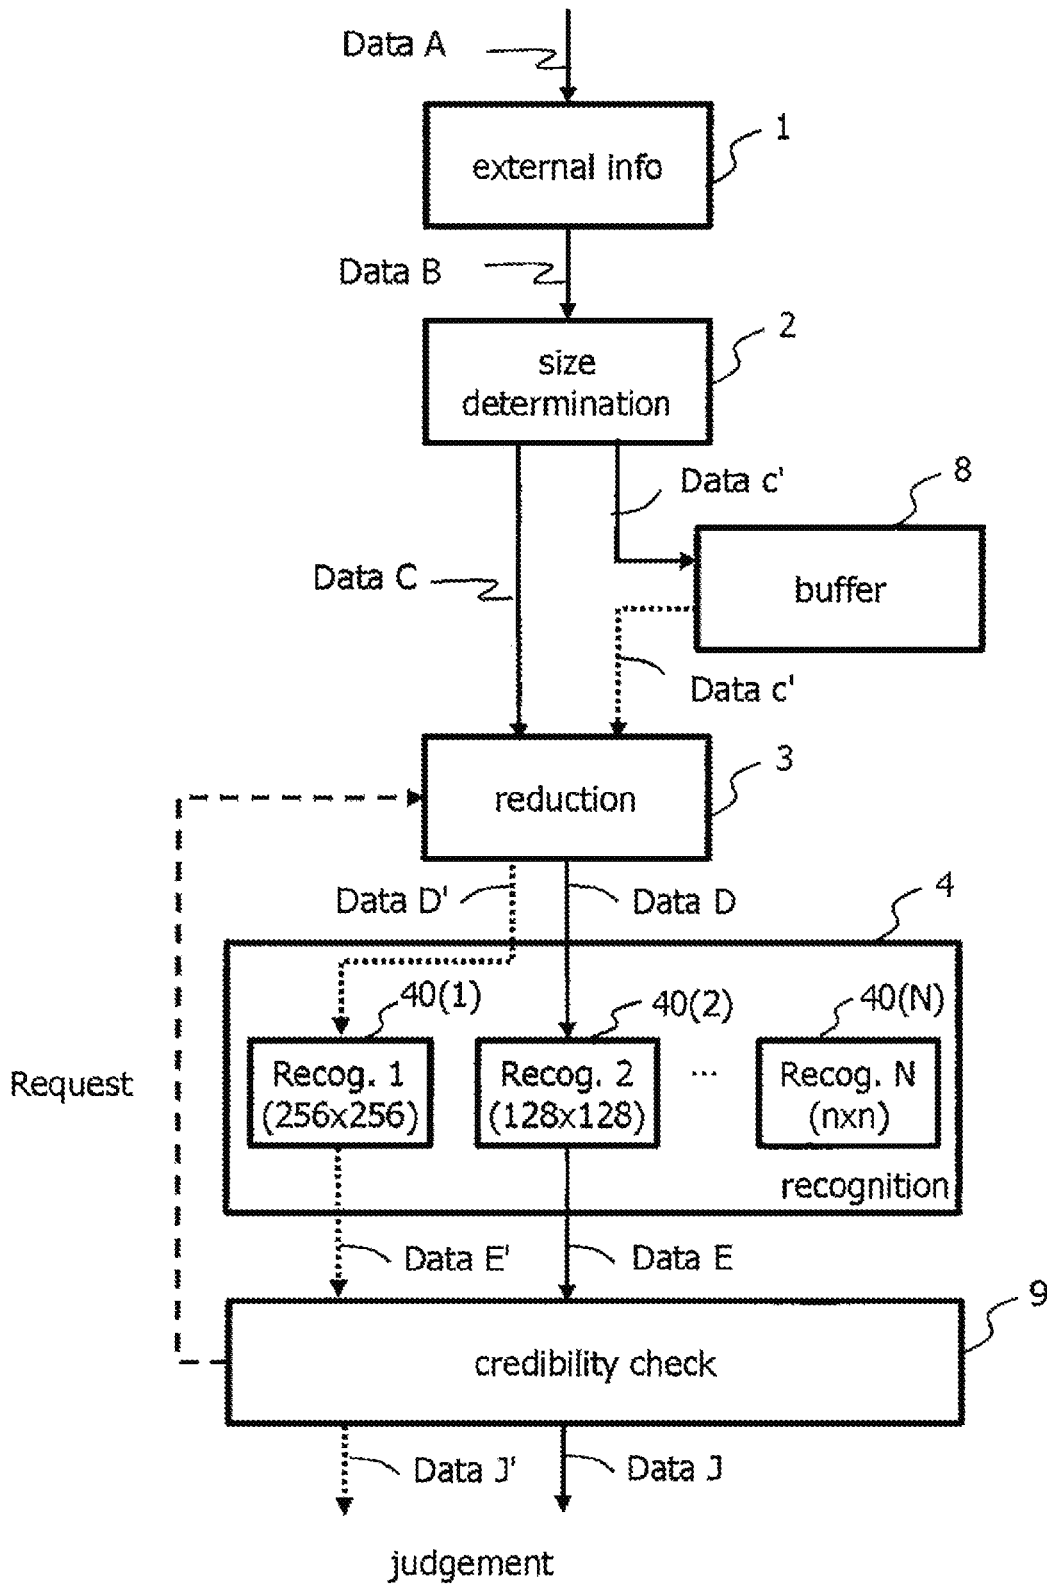 Data A
1
external info
Data B
2
size
determination
Data c'
8
Data C
buffer
Data c'
3
reduction
Data D'
Data D
4
40(1)
40(2)
40(N)
Request
Recog. 1
(256x256)
Recog. 2
(128x128)
...
Recog. N
(nxn)
recognition
Data E'
Data E
9
credibility check
Data J'
Data J
judgement